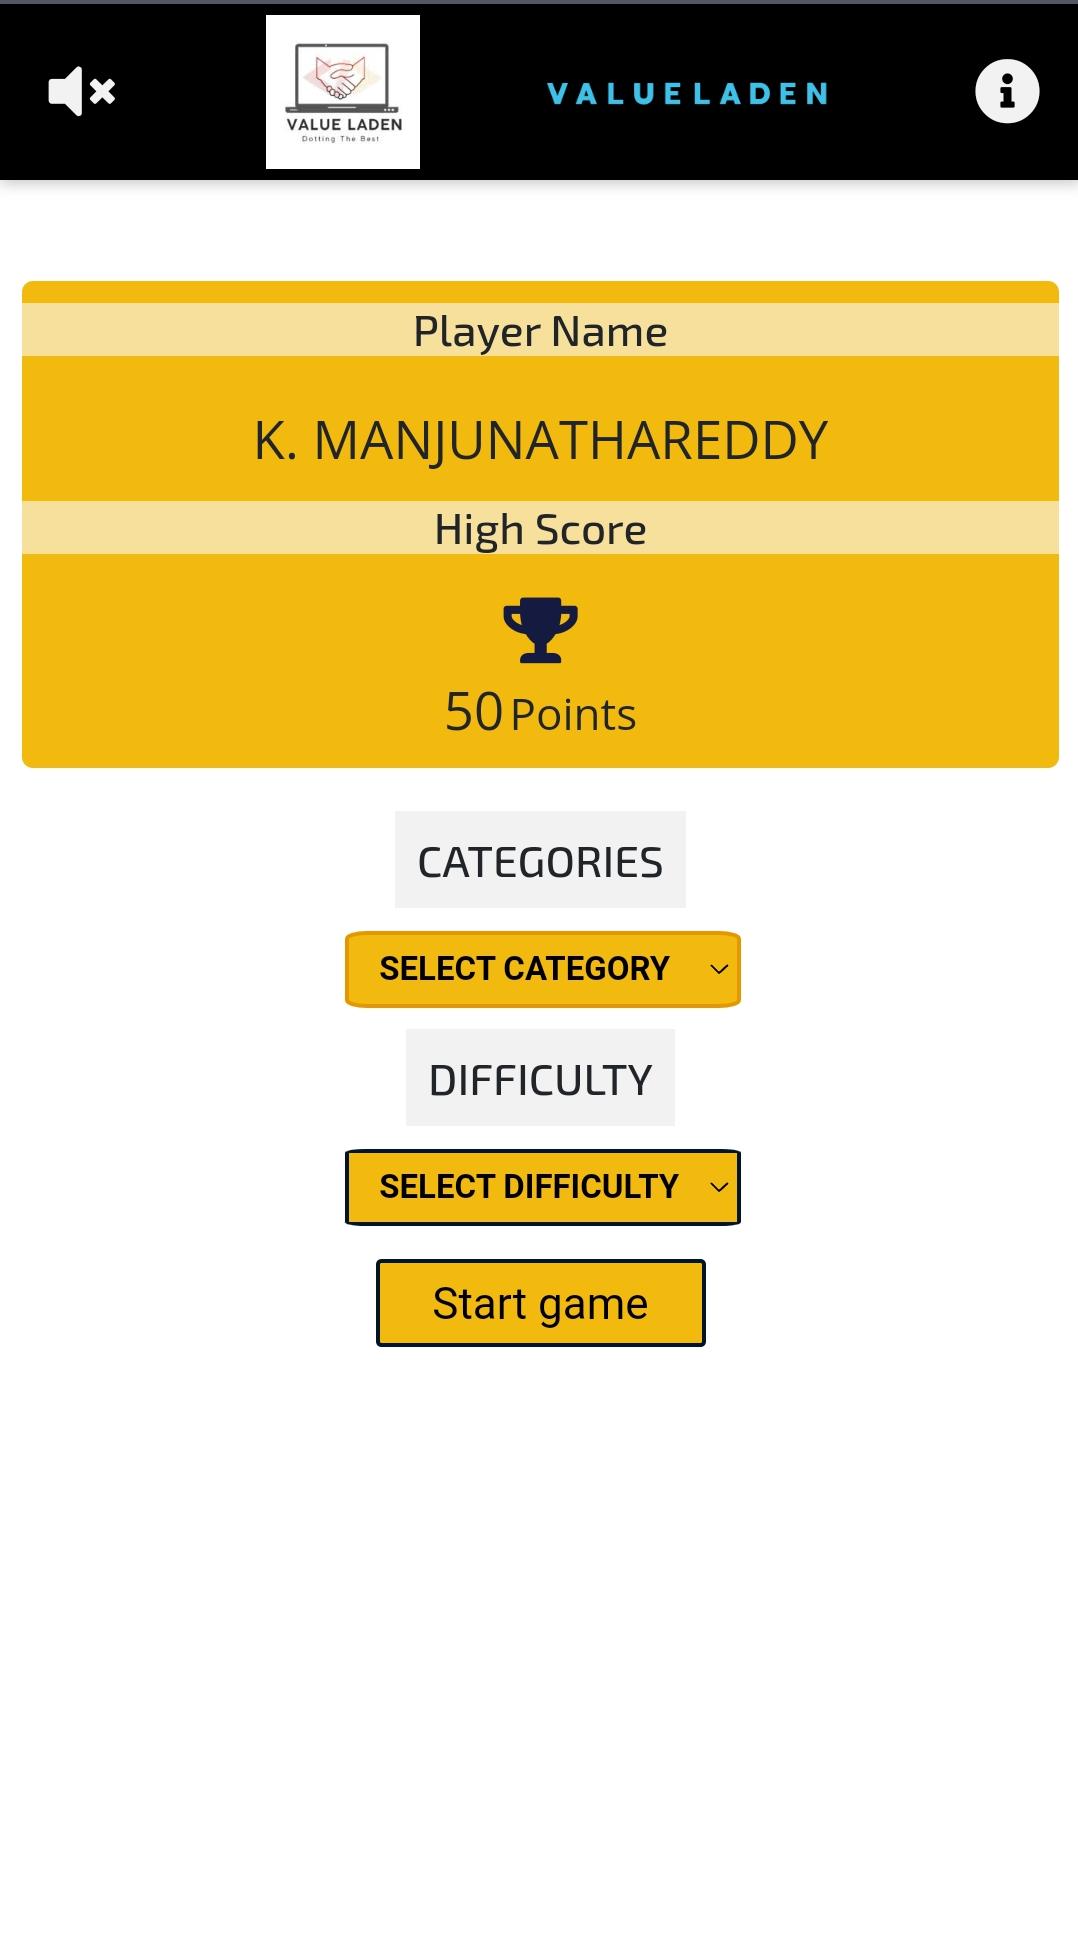 VALUE LADEN
Dotting The Best
VALUELADEN
Player Name
K. MANJUNATHAREDDY
High Score
50 Points
CATEGORIES
SELECT CATEGORY
DIFFICULTY
SELECT DIFFICULTY
Start game